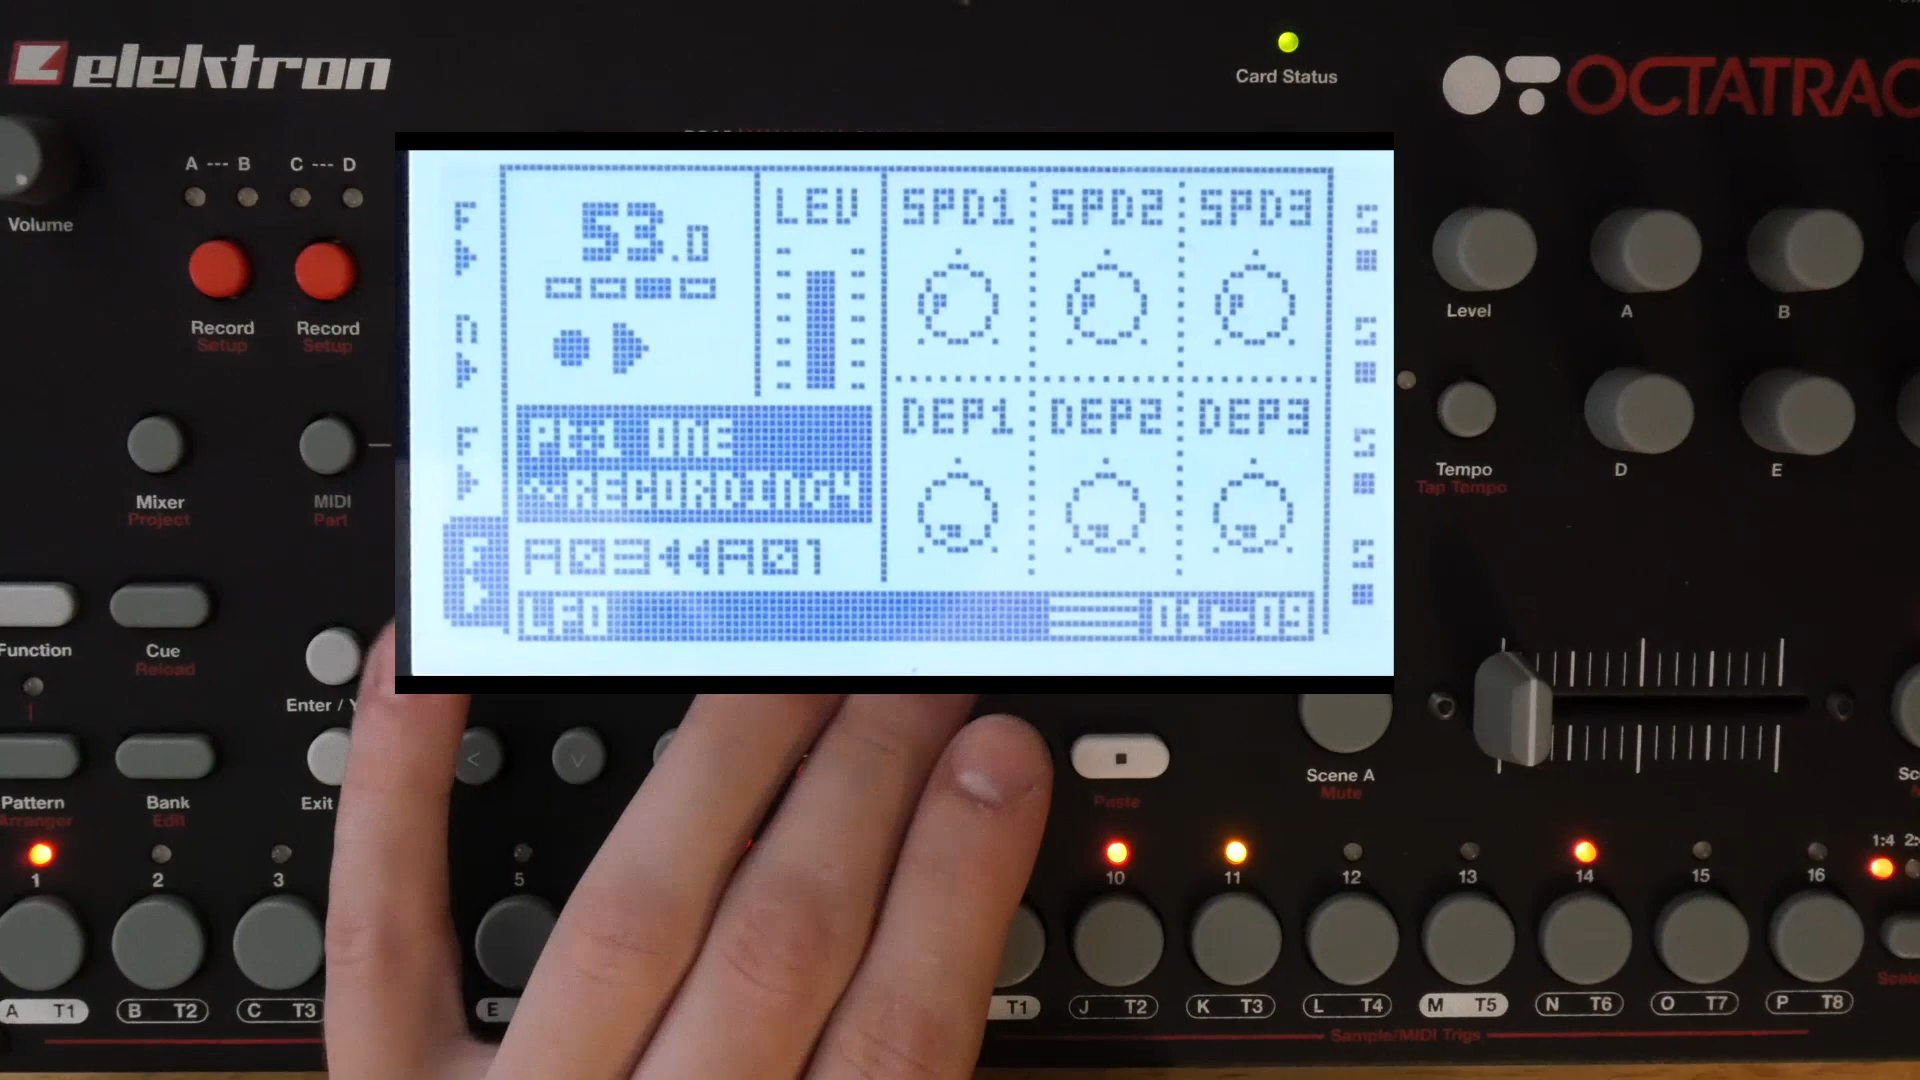 elektron
Card Status
OCTATRAC
A --- B C --- D
Volume
Record
Setup
Record
Setup
Mixer
Project
MIDI
Part
Function
Cue
Reload
Enter / Y
Pattern
Arranger
Bank
Edit
Exit
53.0
LEV
SPD1 SPD2 SPD3
DEP1 DEP2 DEP3
ONE
RECORDING4
A03 A01
LFO
Level
A
B
Tempo
Tap Tempo
D
E
Scene A
Mute
Paste
1:4
1
2
3
5
10
11
12
13
14
15
16
A T1
B T2
C T3
E
T1
J T2
K T3
L T4
M T5
N T6
O T7
P T8
Sample/MIDI Trigs